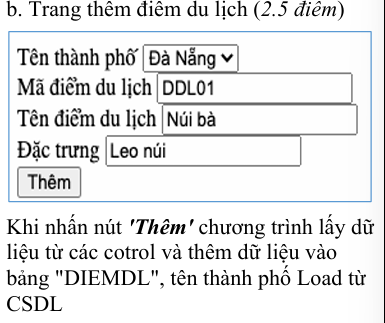 b. Trang thêm điểm du lịch (2.5 điểm)
Tên thành phố Đà Nẵng
Mã điểm du lịch DDL01
Tên điểm du lịch Núi bà
Đặc trưng Leo núi
Thêm
Khi nhấn nút 'Thêm' chương trình lấy dữ
liệu từ các cotrol và thêm dữ liệu vào
bảng "DIEMDL", tên thành phố Load từ
CSDL